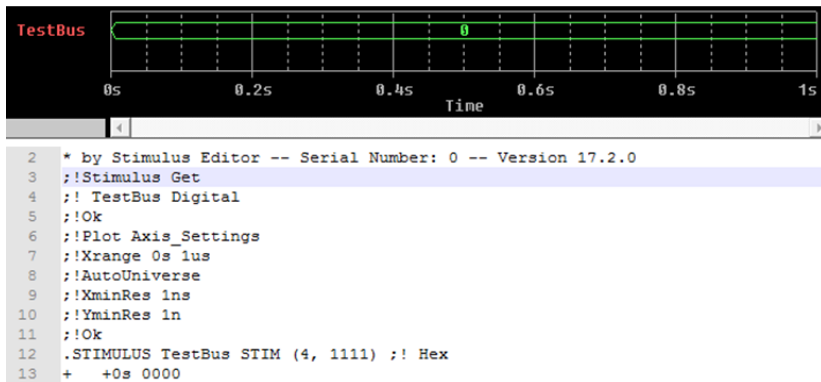 TestBus 0
0s 0.2s 0.4s 0.6s 0.8s 1s
Time
2 * by Stimulus Editor -- Serial Number: 0 -- Version 17.2.0
3 ;!Stimulus Get
4 ;! TestBus Digital
5 ;!Ok
6 ;!Plot Axis_Settings
7 ;!Xrange 0s 1us
8 ;!AutoUniverse
9 ;!XminRes 1ns
10 ;!YminRes 1n
11 ;!Ok
12 .STIMULUS TestBus STIM (4, 1111) ;! Hex
13 + +0s 0000